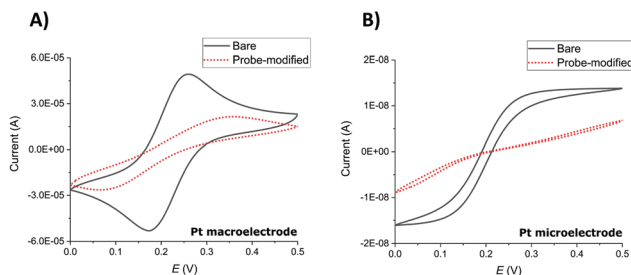 A)
Bare
Probe-modified
6.0E-05
3.0E-05
0.0E+00
-3.0E-05
-6.0E-05
Current (A)
Pt macroelectrode
0.0 0.1 0.2 0.3 0.4 0.5
E (V)
B)
Bare
Probe-modified
2E-08
1E-08
0E+00
-1E-08
-2E-08
Current (A)
Pt microelectrode
0.0 0.1 0.2 0.3 0.4 0.5
E (V)